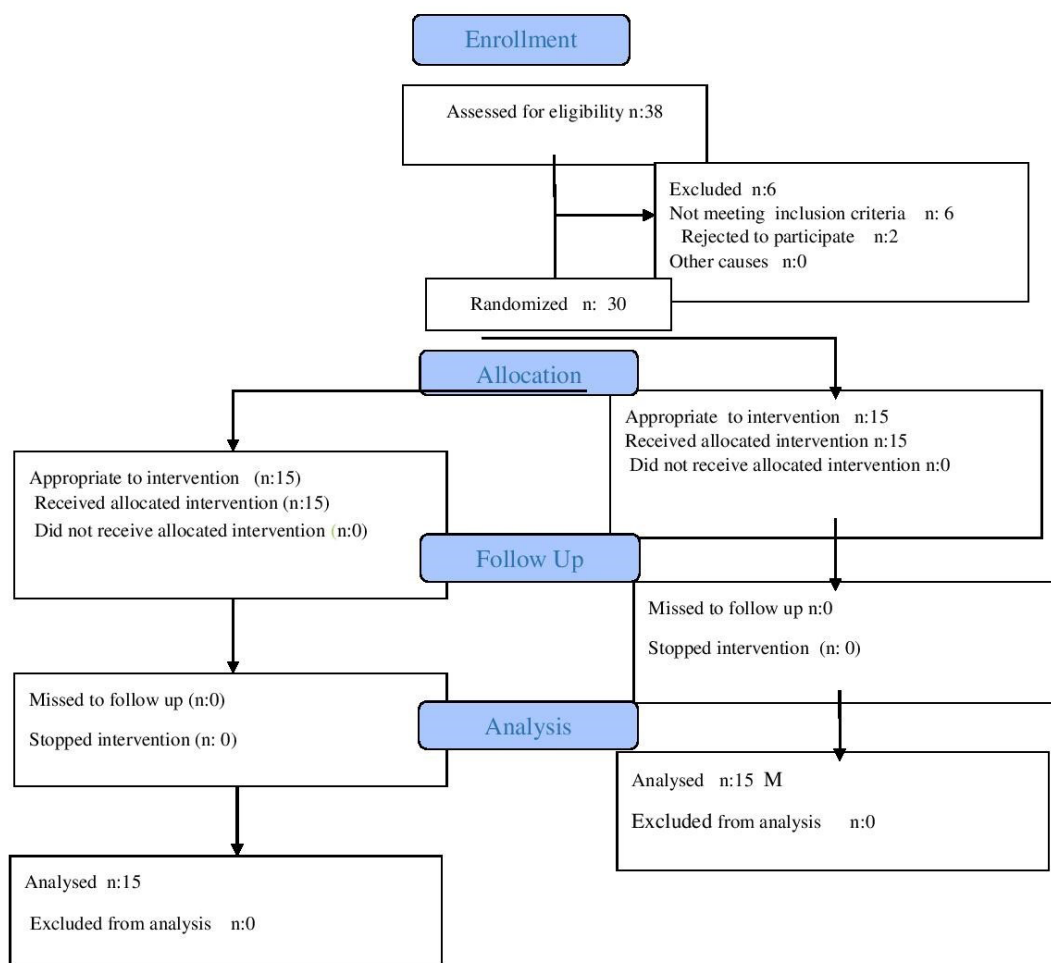 Enrollment
Assessed for eligibility n:38
Excluded n:6
Not meeting inclusion criteria n: 6
Rejected to participate n:2
Other causes n:0
Randomized n: 30
Allocation
Appropriate to intervention n:15
Received allocated intervention n:15
Did not receive allocated intervention n:0
Appropriate to intervention (n:15)
Received allocated intervention (n:15)
Did not receive allocated intervention (n:0)
Follow Up
Missed to follow up n:0
Stopped intervention (n: 0)
Missed to follow up (n:0)
Stopped intervention (n: 0)
Analysis
Analysed n:15 M
Excluded from analysis n:0
Analysed n:15
Excluded from analysis n:0